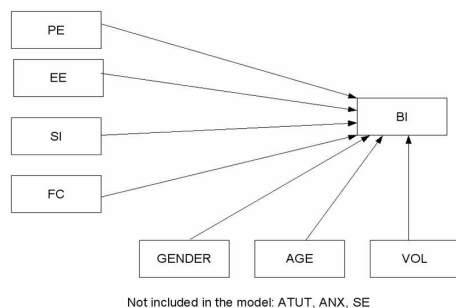 PE
EE
BI
SI
FC
GENDER AGE VOL
Not included in the model: ATUT, ANX, SE